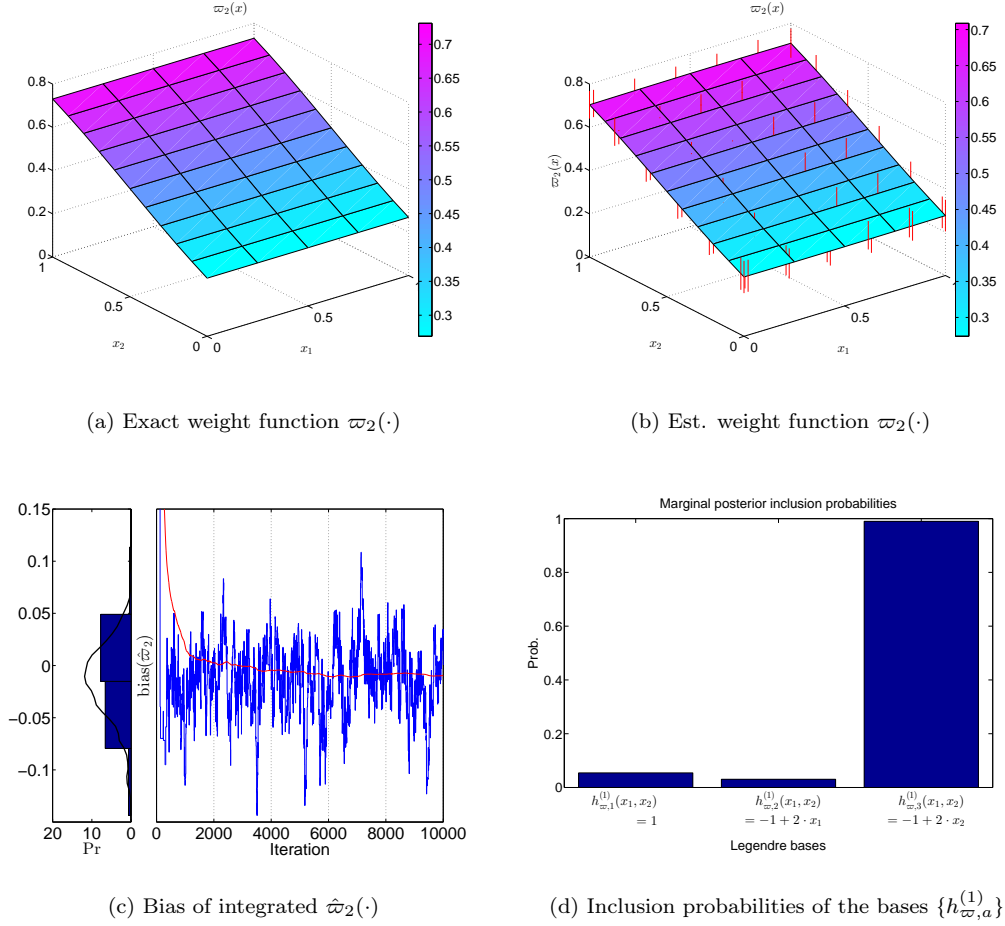 ϖ₂(x)
0.8
0.6
0.4
0.2
0
1
0.5
0
x₂
0
0.5
x₁
0.7
0.65
0.6
0.55
0.5
0.45
0.4
0.35
0.3
(a) Exact weight function ϖ₂(·)
ϖ₂(x)
ϖ₂(x)
0.8
0.6
0.4
0.2
0
1
0.5
0
x₂
0
0.5
x₁
0.7
0.65
0.6
0.55
0.5
0.45
0.4
0.35
0.3
(b) Est. weight function ϖ₂(·)
0.15
0.1
0.05
0
−0.05
−0.1
20 10 0
Pr
bias(ϖ̂₂)
0 2000 4000 6000 8000 10000
Iteration
(c) Bias of integrated ϖ̂₂(·)
Marginal posterior inclusion probabilities
1
0.8
0.6
0.4
0.2
0
Prob.
h⁽¹⁾_{ϖ,1}(x₁, x₂) h⁽¹⁾_{ϖ,2}(x₁, x₂) h⁽¹⁾_{ϖ,3}(x₁, x₂)
= 1 = −1 + 2 · x₁ = −1 + 2 · x₂
Legendre bases
(d) Inclusion probabilities of the bases {h⁽¹⁾_{ϖ,a}}